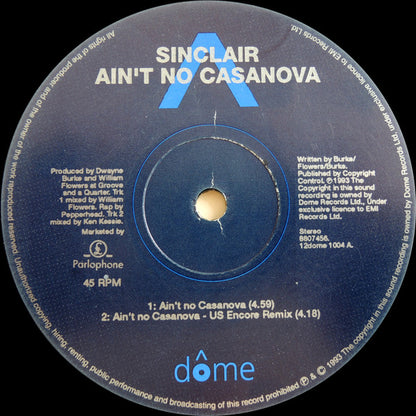 All rights of the producer and of the owner of the work reproduced reserved. Unauthorised copying, hiring, renting, public performance and broadcasting of this record prohibited ℗ & © 1993 The copyright in this sound recording is owned by Dome Records Ltd. Under exclusive licence to EMI Records Ltd.
SINCLAIR
AIN'T NO CASANOVA
A
Produced by Dwayne
Burke and William
Flowers at Groove
and a Quarter. Trk
1 mixed by William
Flowers. Rap by
Pepperhead. Trk 2
mixed by Ken Kessie.
Marketed by
Parlophone
45 RPM
Written by Burke/
Flowers/Burks.
Published by Copyright
Control. ℗ 1993 The
Copyright in this sound
recording is owned by
Dome Records Ltd., Under
exclusive licence to EMI
Records Ltd.
Stereo
8807456.
12dome 1004 A.
1: Ain't no Casanova (4.59)
2: Ain't no Casanova - US Encore Remix (4.18)
dôme